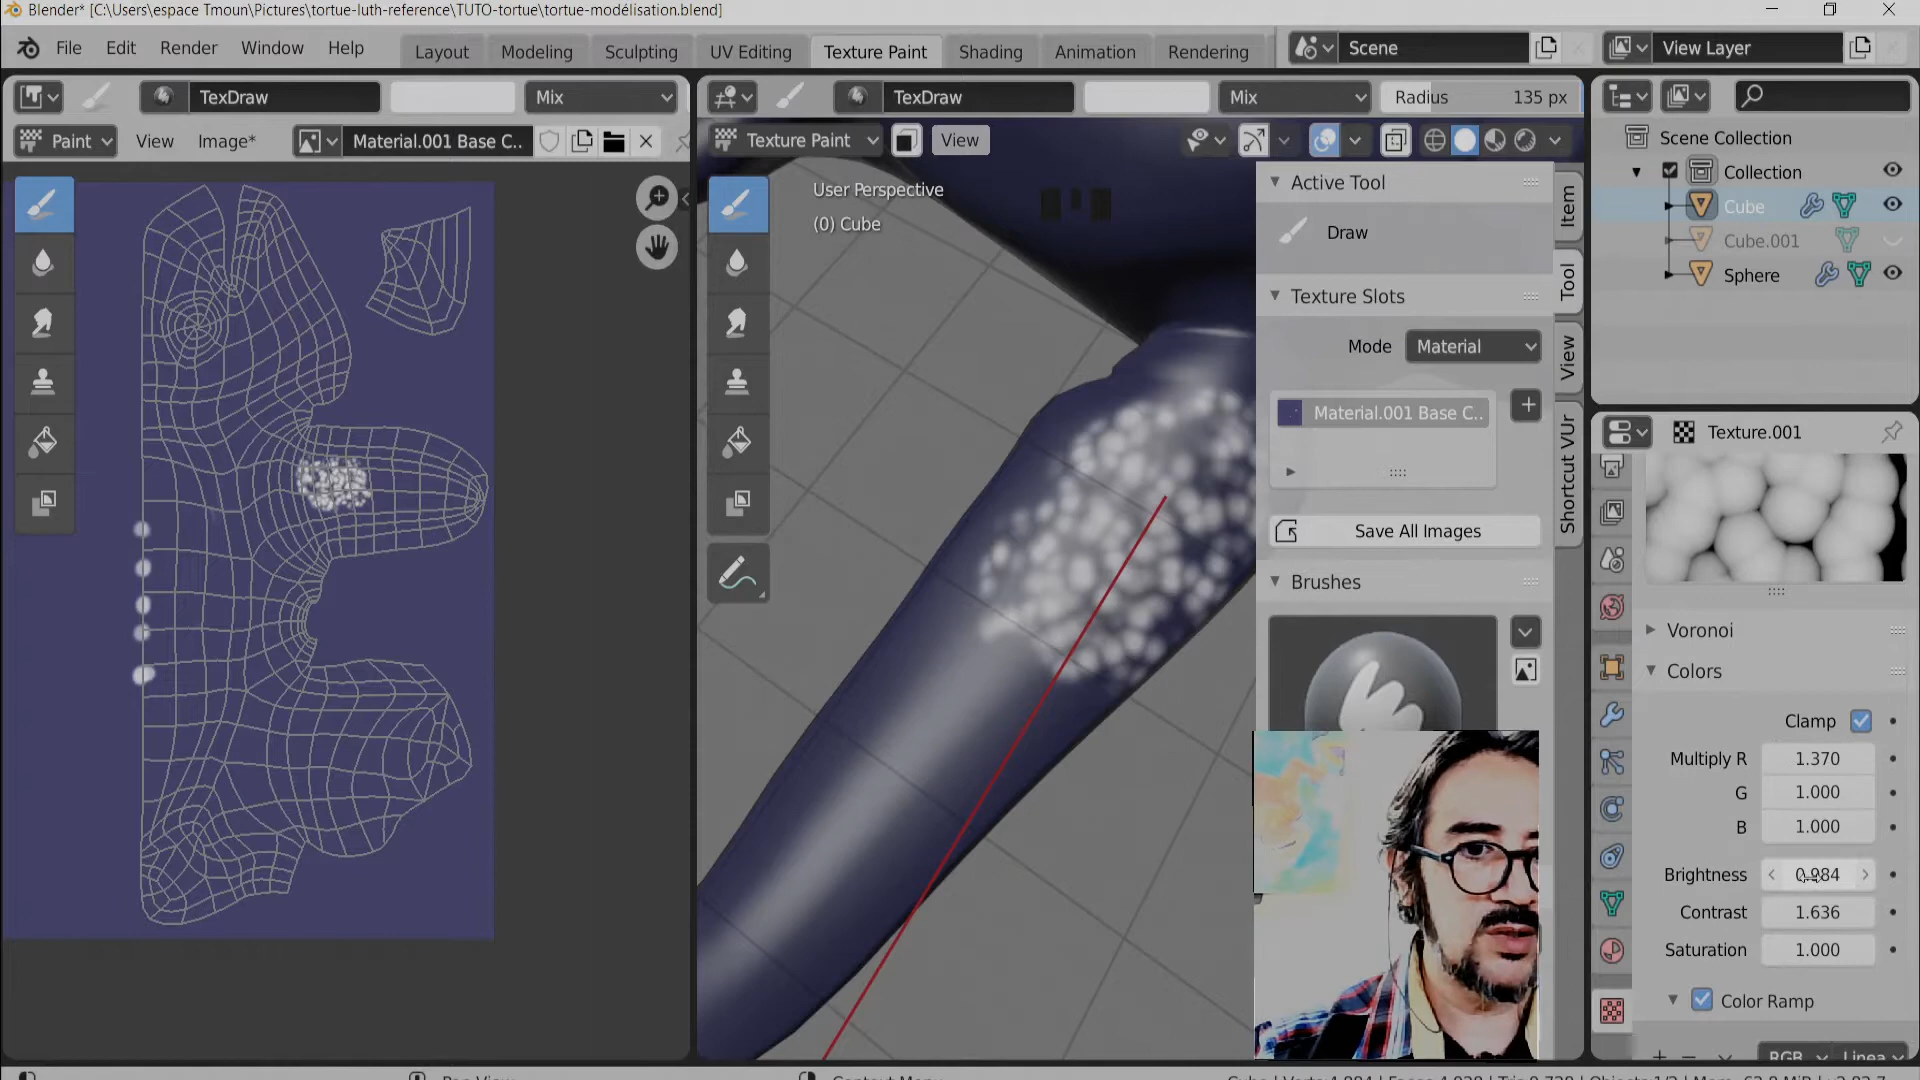 Blender* [C:\Users\espace Tmoun\Pictures\tortue-luth-reference\TUTO-tortue\tortue-modélisation.blend]
File Edit Render Window Help
Layout Modeling Sculpting UV Editing Texture Paint Shading Animation Rendering
Scene
View Layer
TexDraw Mix
TexDraw Mix Radius 135 px
Paint View Image* Material.001 Base C..
Texture Paint View
User Perspective
(0) Cube
Active Tool
Draw
Texture Slots
Mode Material
Material.001 Base C..
Save All Images
Brushes
Item
Tool
View
Shortcut VUr
Scene Collection
Collection
Cube
Cube.001
Sphere
Texture.001
Voronoi
Colors
Clamp
Multiply R 1.370
G 1.000
B 1.000
Brightness 0.984
Contrast 1.636
Saturation 1.000
Color Ramp